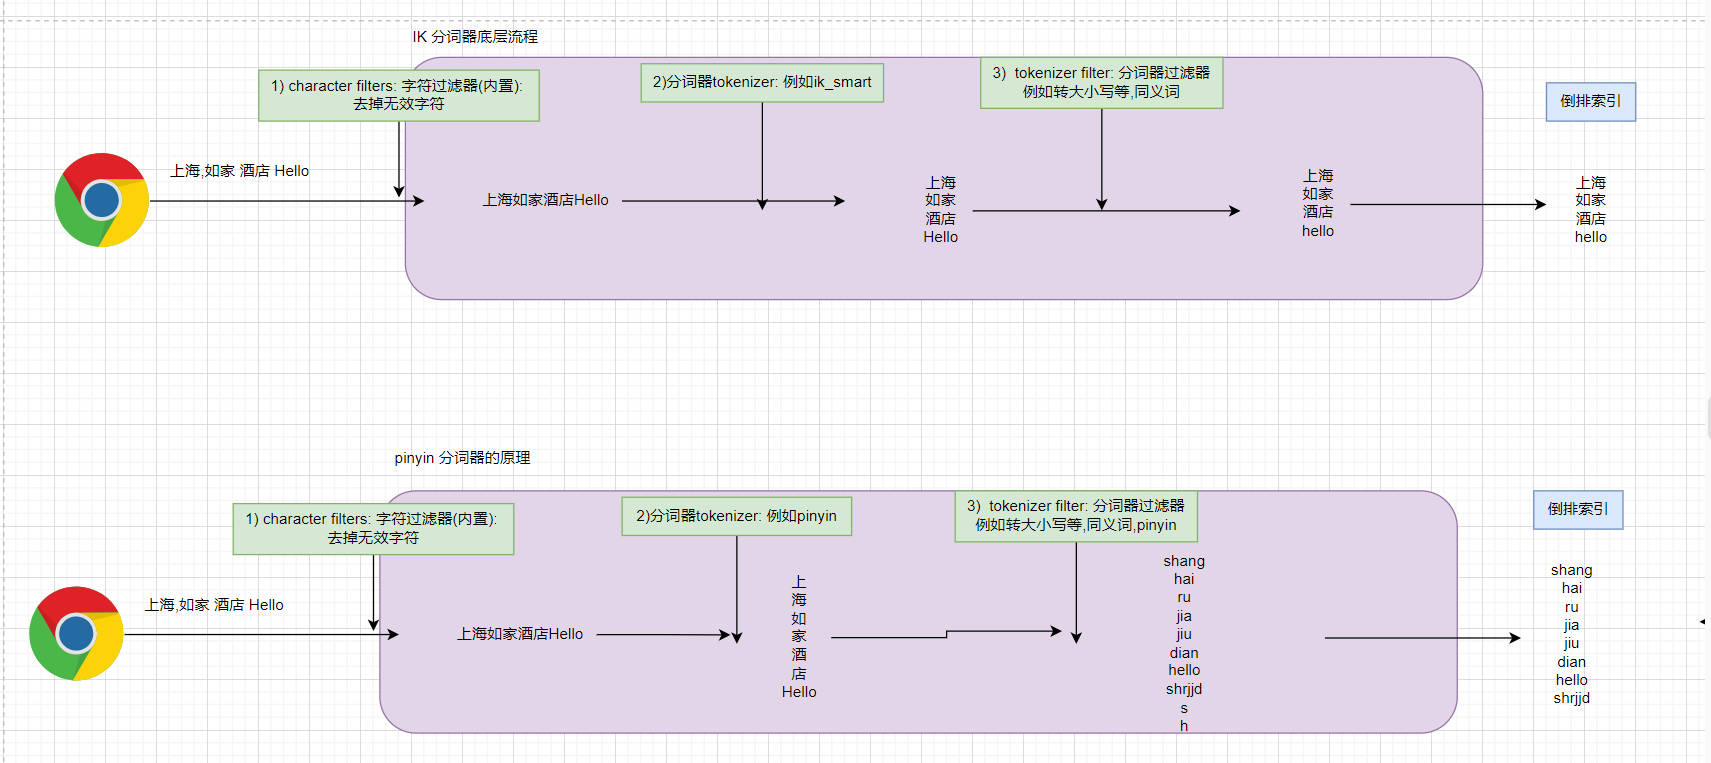 IK 分词器底层流程
1) character filters: 字符过滤器(内置):
去掉无效字符
2)分词器tokenizer: 例如ik_smart
3)  tokenizer filter: 分词器过滤器
例如转大小写等,同义词
倒排索引
上海,如家 酒店 Hello
上海如家酒店Hello
上海
如家
酒店
Hello
上海
如家
酒店
hello
上海
如家
酒店
hello
pinyin 分词器的原理
1) character filters: 字符过滤器(内置):
去掉无效字符
2)分词器tokenizer: 例如pinyin
3)  tokenizer filter: 分词器过滤器
例如转大小写等,同义词,pinyin
倒排索引
上海,如家 酒店 Hello
上海如家酒店Hello
上
海
如
家
酒
店
Hello
shang
hai
ru
jia
jiu
dian
hello
shrjjd
s
h
shang
hai
ru
jia
jiu
dian
hello
shrjjd